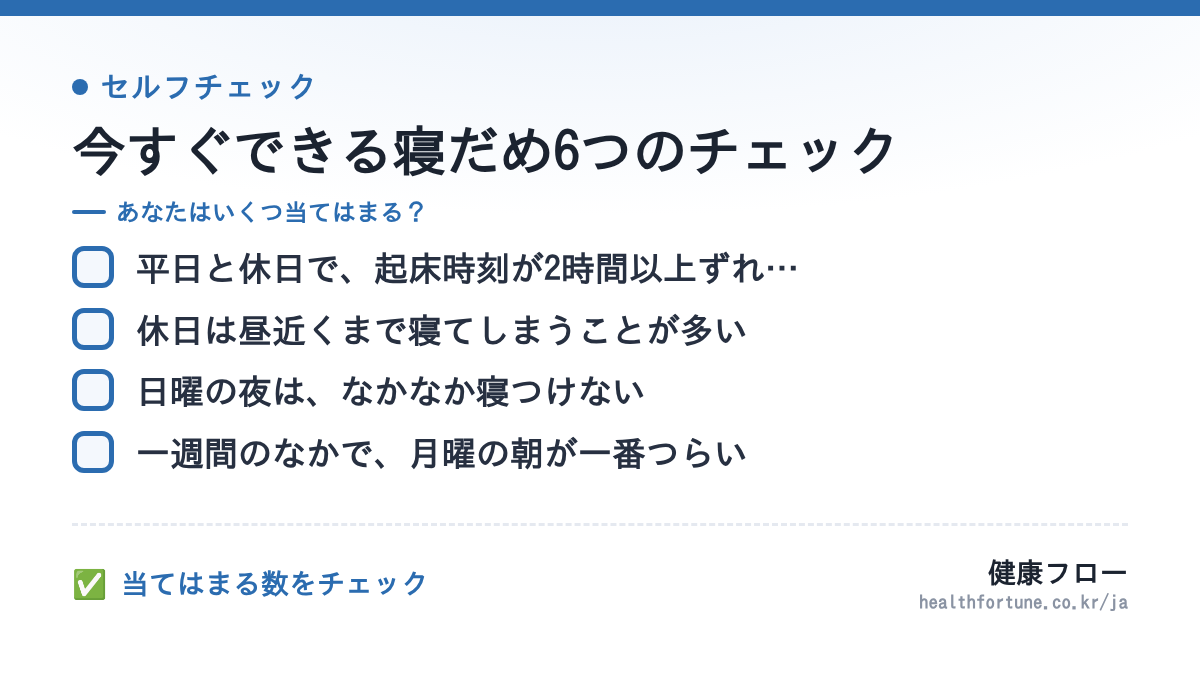 セルフチェック
今すぐできる寝だめ6つのチェック
あなたはいくつ当てはまる？
平日と休日で、起床時刻が2時間以上ずれ…
休日は昼近くまで寝てしまうことが多い
日曜の夜は、なかなか寝つけない
一週間のなかで、月曜の朝が一番つらい
✅ 当てはまる数をチェック
健康フロー
healthfortune.co.kr/ja